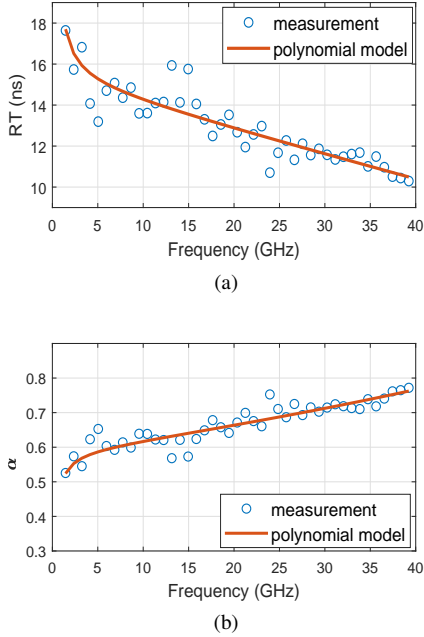 18
16
14
12
10
RT (ns)
measurement
polynomial model
0 5 10 15 20 25 30 35 40
Frequency (GHz)
(a)
0.8
0.7
0.6
0.5
0.4
0.3
α
measurement
polynomial model
0 5 10 15 20 25 30 35 40
Frequency (GHz)
(b)